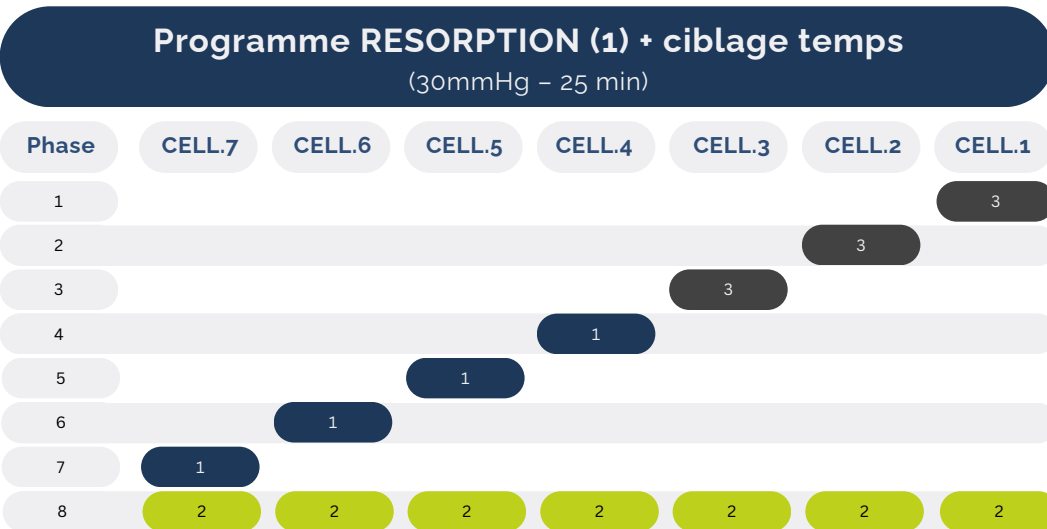 Programme RESORPTION (1) + ciblage temps
(30mmHg – 25 min)
Phase CELL.7 CELL.6 CELL.5 CELL.4 CELL.3 CELL.2 CELL.1
1 3
2 3
3 3
4 1
5 1
6 1
7 1
8 2 2 2 2 2 2 2